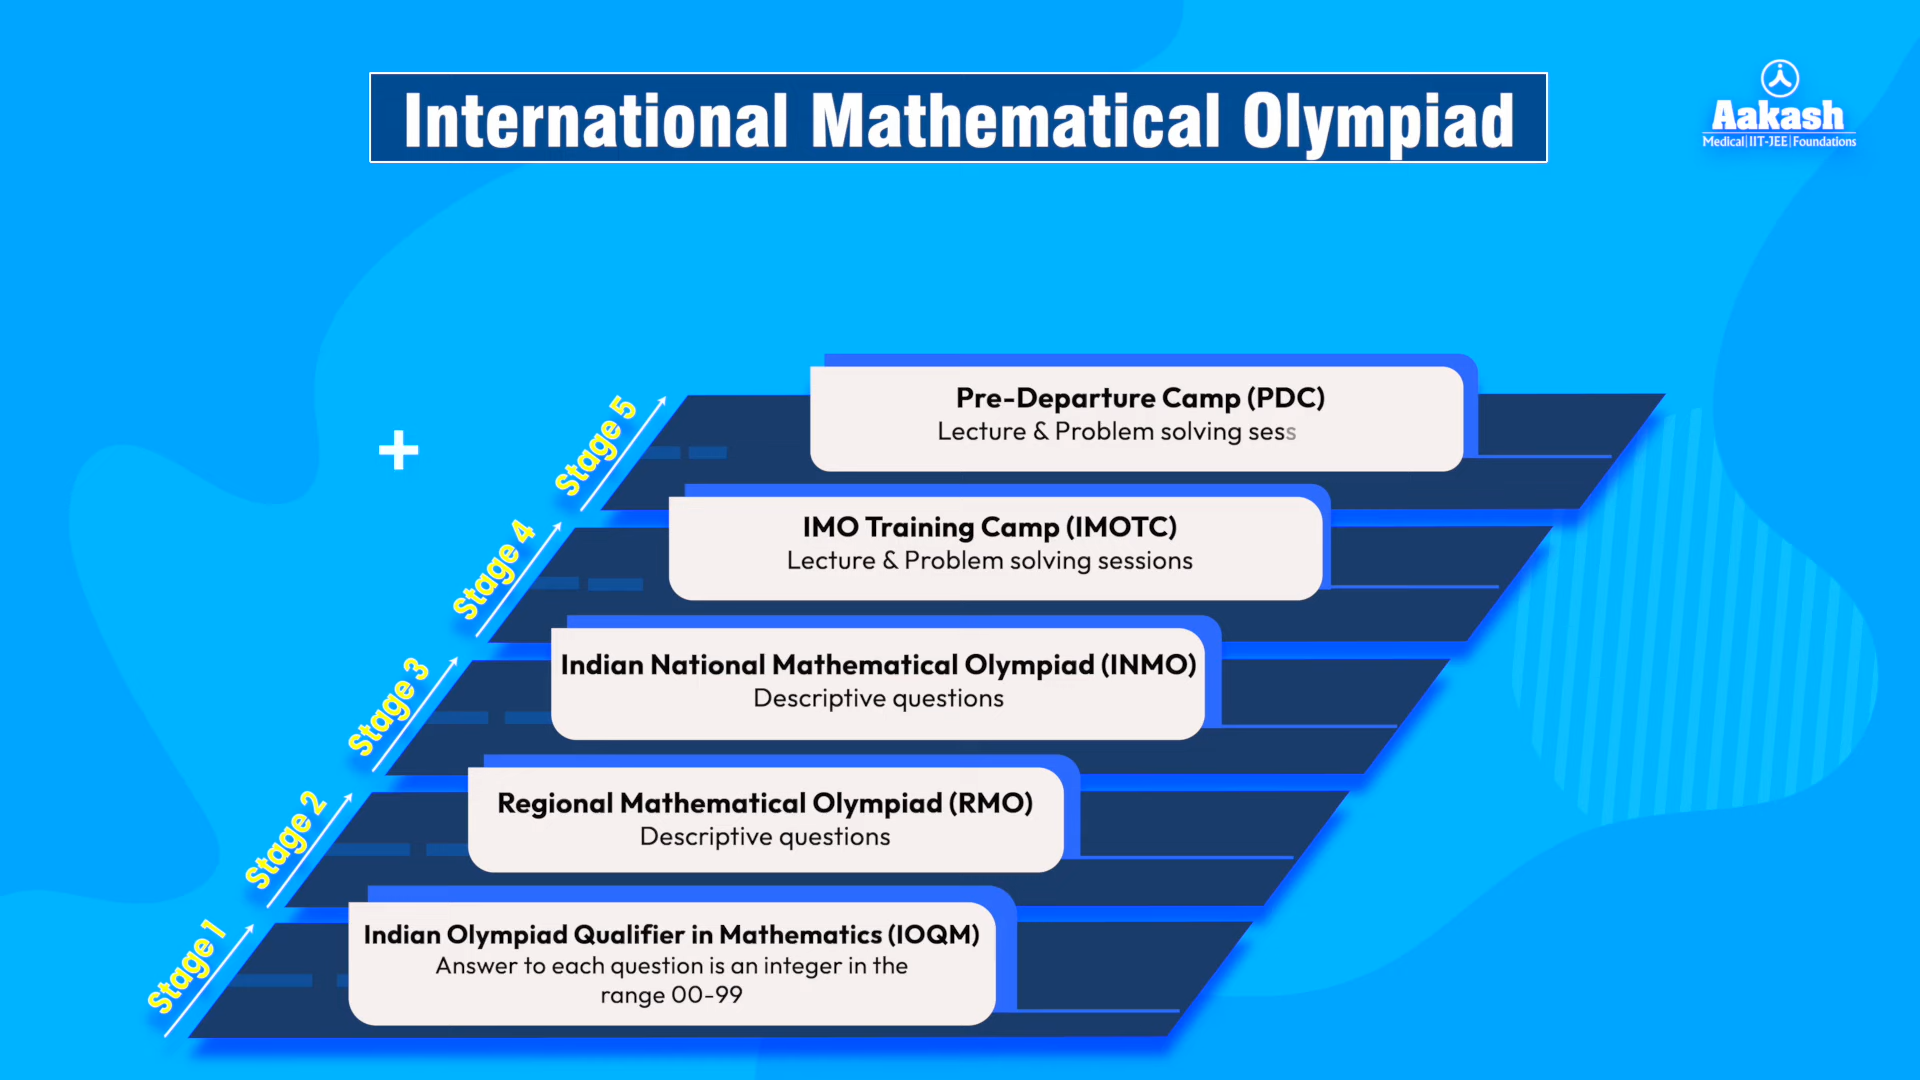 International Mathematical Olympiad
Aakash
Medical|IIT-JEE|Foundations
Stage 5
Pre-Departure Camp (PDC)
Lecture & Problem solving sess
Stage 4
IMO Training Camp (IMOTC)
Lecture & Problem solving sessions
Stage 3
Indian National Mathematical Olympiad (INMO)
Descriptive questions
Stage 2
Regional Mathematical Olympiad (RMO)
Descriptive questions
Stage 1
Indian Olympiad Qualifier in Mathematics (IOQM)
Answer to each question is an integer in the
range 00-99